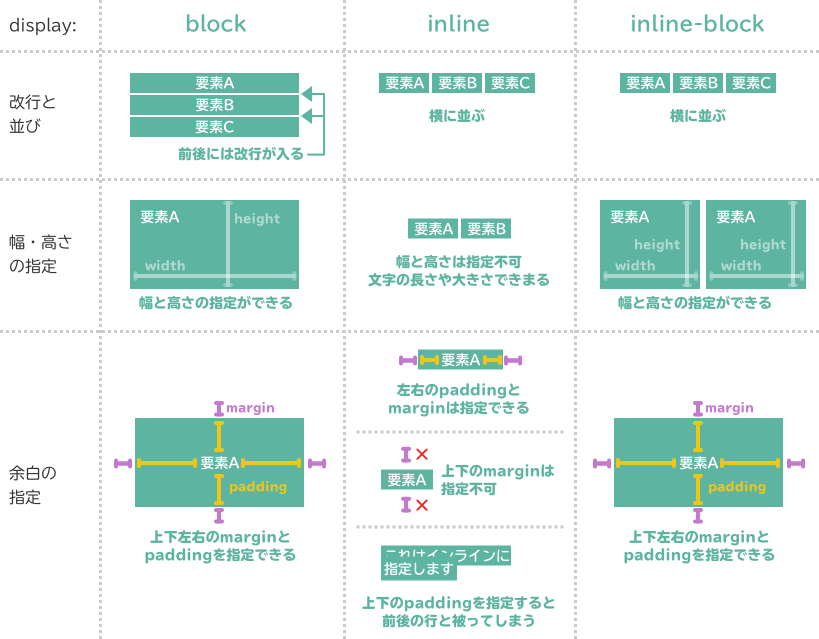 display:
block
inline
inline-block
改行と
並び
要素A
要素B
要素C
前後には改行が入る
要素A
要素B
要素C
横に並ぶ
要素A
要素B
要素C
横に並ぶ
幅・高さ
の指定
要素A
height
width
幅と高さの指定ができる
要素A
要素B
幅と高さは指定不可
文字の長さや大きさできまる
要素A
height
width
要素A
height
width
幅と高さの指定ができる
余白の
指定
margin
要素A
padding
上下左右のmarginと
paddingを指定できる
要素A
左右のpaddingと
marginは指定できる
要素A
上下のmarginは
指定不可
これはインラインに
指定します
上下のpaddingを指定すると
前後の行と被ってしまう
margin
要素A
padding
上下左右のmarginと
paddingを指定できる